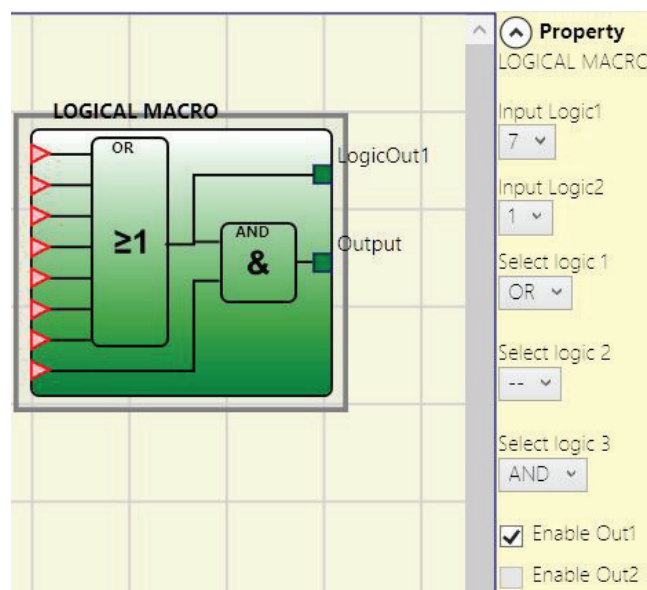 LOGICAL MACRO
OR
≥1
LogicOut1
AND
&
Output
Property
LOGICAL MACRO
Input Logic1
7
Input Logic2
1
Select logic 1
OR
Select logic 2
--
Select logic 3
AND
Enable Out1
Enable Out2